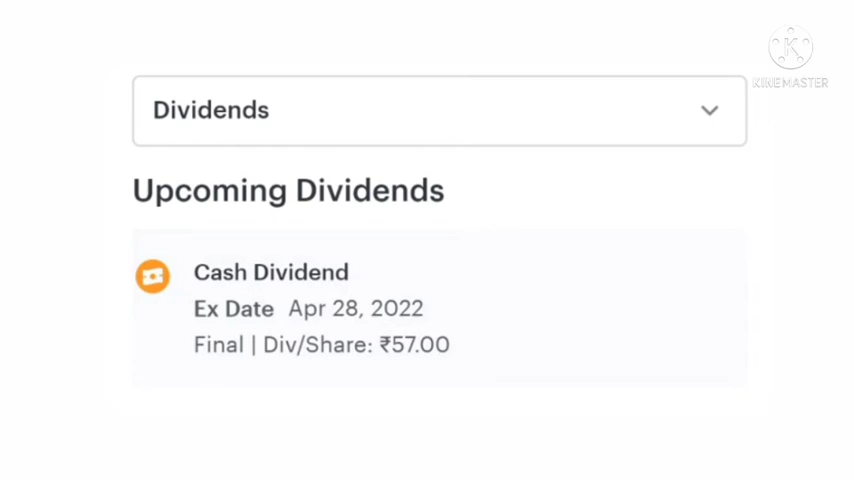 KINEMASTER
Dividends
Upcoming Dividends
Cash Dividend
Ex Date Apr 28, 2022
Final | Div/Share: ₹57.00